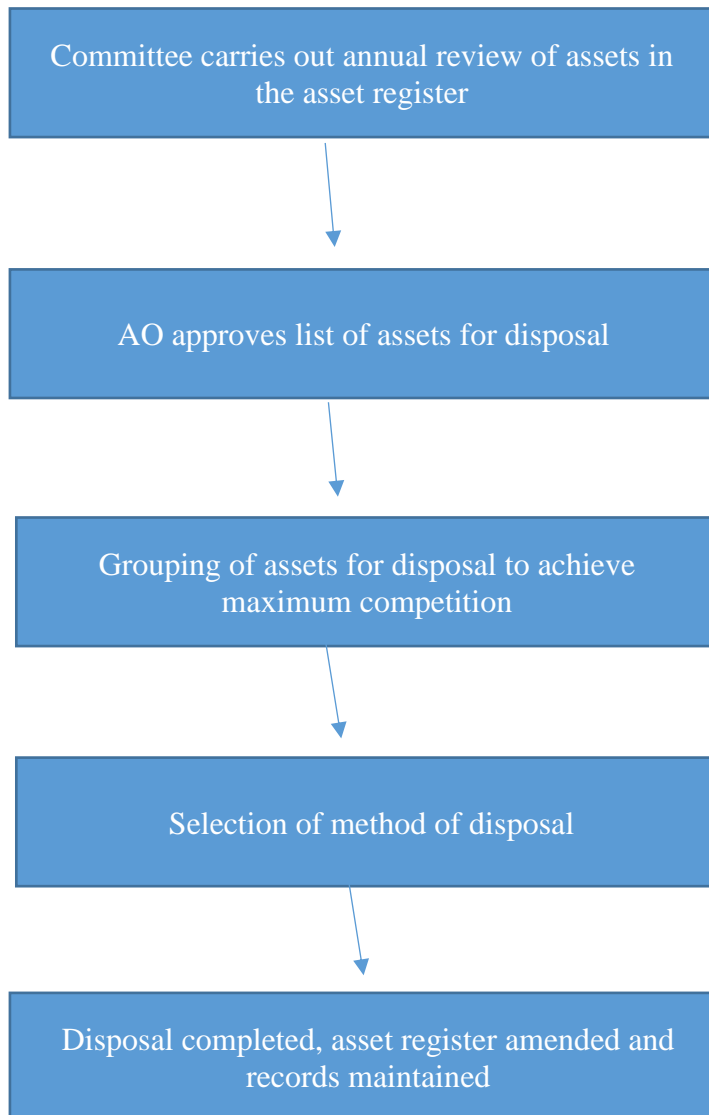 Committee carries out annual review of assets in
the asset register
AO approves list of assets for disposal
Grouping of assets for disposal to achieve
maximum competition
Selection of method of disposal
Disposal completed, asset register amended and
records maintained